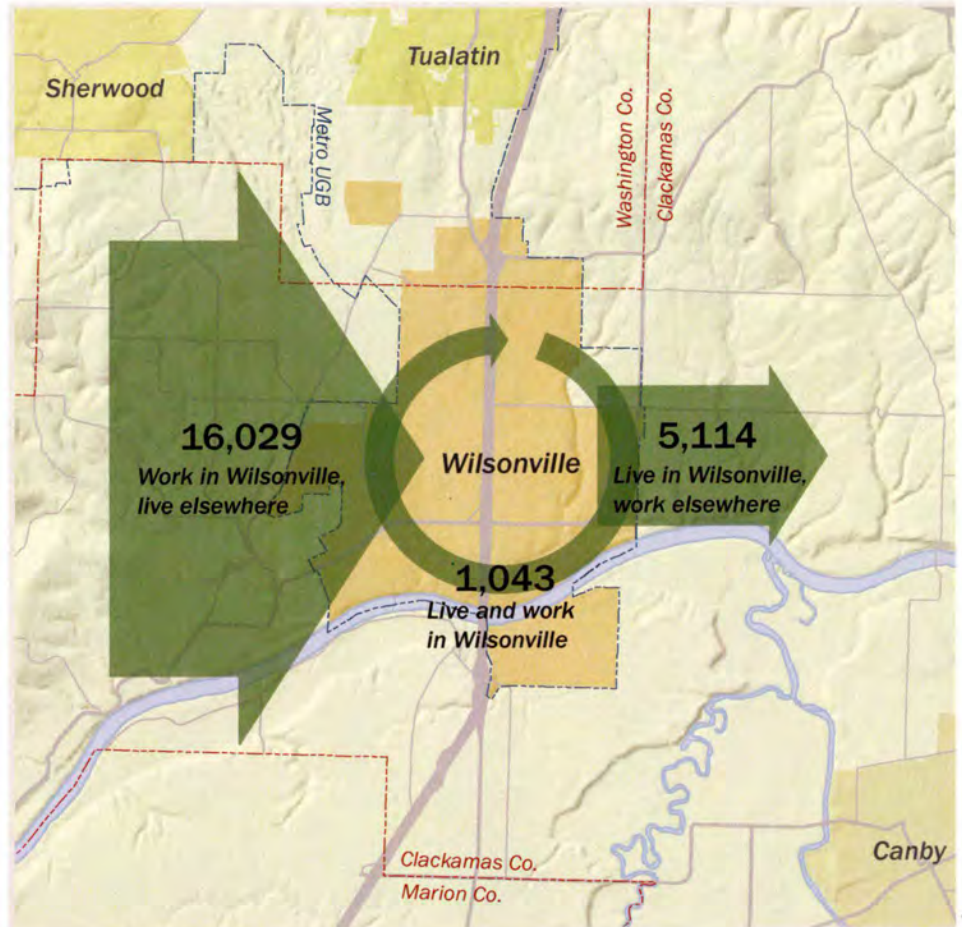 Tualatin
Sherwood
Metro UGB
Washington Co.
Clackamas Co.
16,029
Work in Wilsonville,
live elsewhere
Wilsonville
5,114
Live in Wilsonville,
work elsewhere
1,043
Live and work
in Wilsonville
Canby
Clackamas Co.
Marion Co.